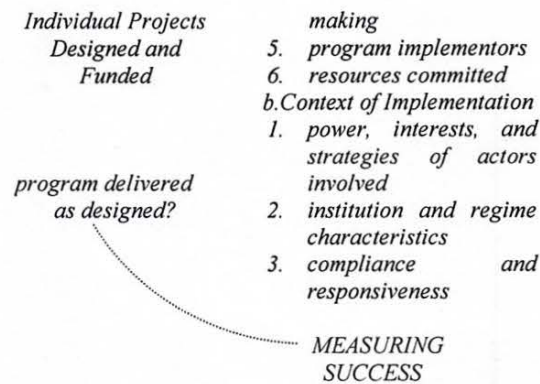 Individual Projects
Designed and
Funded
program delivered
as designed?
making
5. program implementors
6. resources committed
b.Context of Implementation
1. power, interests, and
strategies of actors
involved
2. institution and regime
characteristics
3. compliance and
responsiveness
MEASURING
SUCCESS